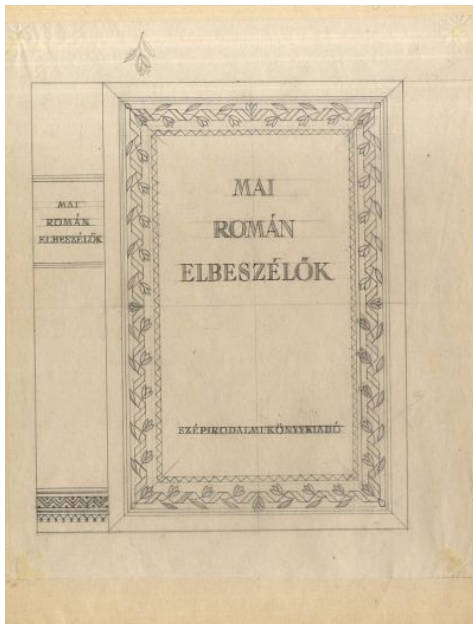 MAI
ROMÁN
ELBESZÉLŐK
MAI
ROMÁN
ELBESZÉLŐK
SZÉPIRODALMI KÖNYVKIADÓ